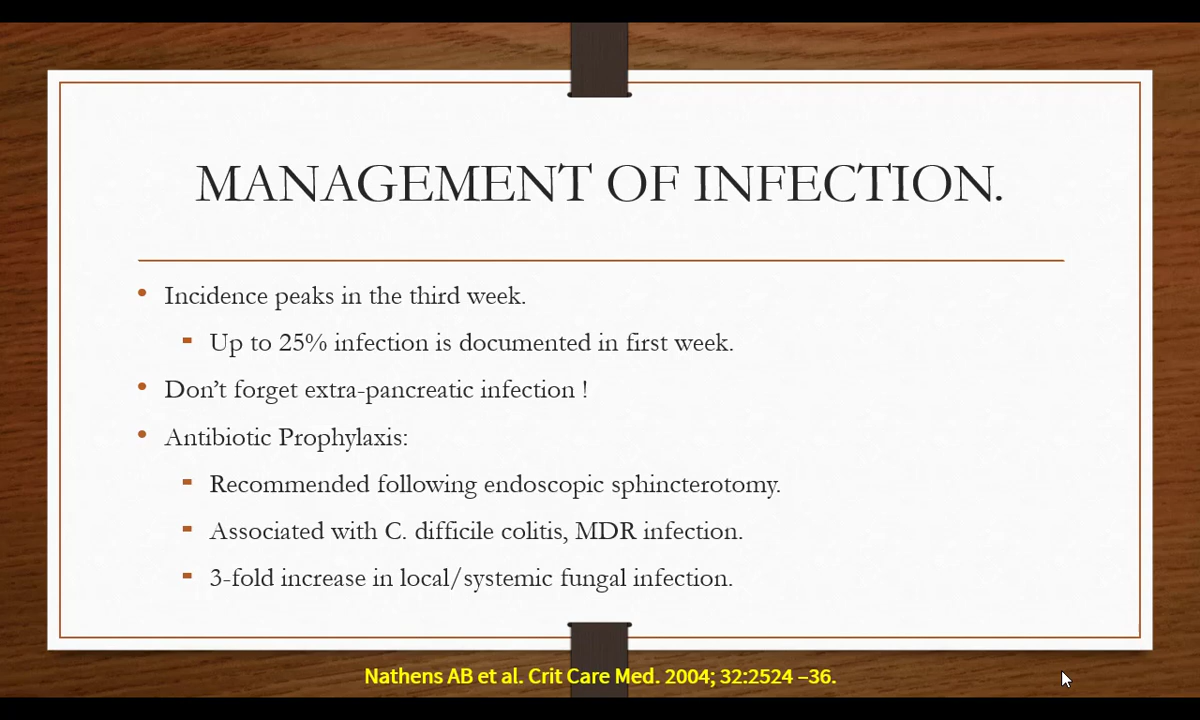 MANAGEMENT OF INFECTION.
• Incidence peaks in the third week.
▪ Up to 25% infection is documented in first week.
• Don’t forget extra-pancreatic infection !
• Antibiotic Prophylaxis:
▪ Recommended following endoscopic sphincterotomy.
▪ Associated with C. difficile colitis, MDR infection.
▪ 3-fold increase in local/systemic fungal infection.
Nathens AB et al. Crit Care Med. 2004; 32:2524 –36.